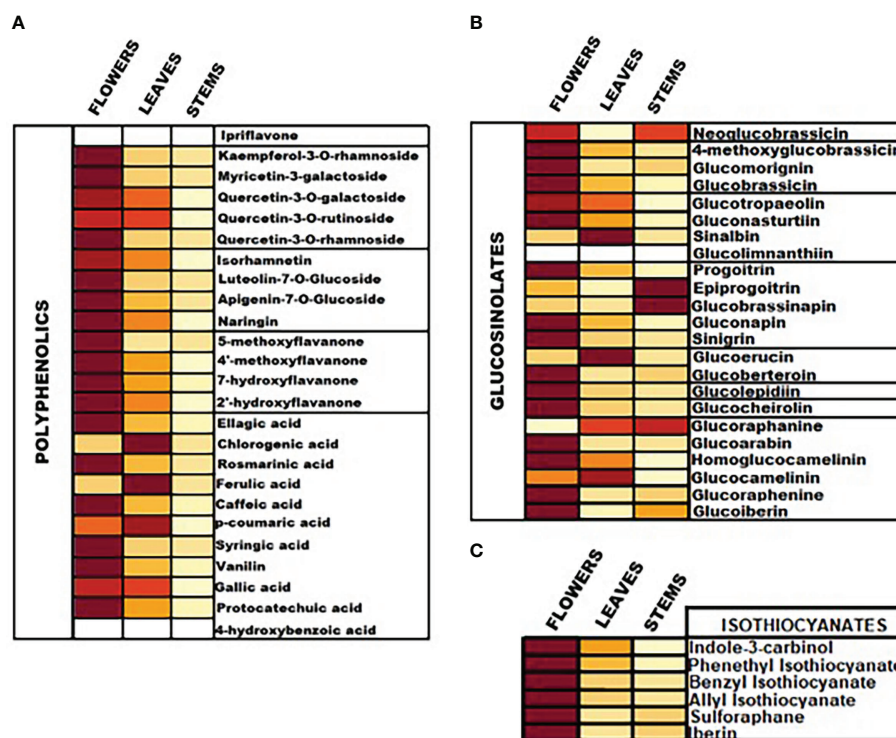 A
FLOWERS
LEAVES
STEMS
POLYPHENOLICS
Ipriflavone
Kaempferol-3-O-rhamnoside
Myricetin-3-galactoside
Quercetin-3-O-galactoside
Quercetin-3-O-rutinoside
Quercetin-3-O-rhamnoside
Isorhamnetin
Luteolin-7-O-Glucoside
Apigenin-7-O-Glucoside
Naringin
5-methoxyflavanone
4'-methoxyflavanone
7-hydroxyflavanone
2'-hydroxyflavanone
Ellagic acid
Chlorogenic acid
Rosmarinic acid
Ferulic acid
Caffeic acid
p-coumaric acid
Syringic acid
Vanilin
Gallic acid
Protocatechuic acid
4-hydroxybenzoic acid
B
FLOWERS
LEAVES
STEMS
GLUCOSINOLATES
Neoglucobrassicin
4-methoxyglucobrassicin
Glucomorignin
Glucobrassicin
Glucotropaeolin
Gluconasturtiin
Sinalbin
Glucolimnanthiin
Progoitrin
Epiprogoitrin
Glucobrassinapin
Gluconapin
Sinigrin
Glucoerucin
Glucoberteroin
Glucolepidiin
Glucocheirolin
Glucoraphanine
Glucoarabin
Homoglucocamelinin
Glucocamelinin
Glucoraphenine
Glucoiberin
C
FLOWERS
LEAVES
STEMS
ISOTHIOCYANATES
Indole-3-carbinol
Phenethyl Isothiocyanate
Benzyl Isothiocyanate
Allyl Isothiocyanate
Sulforaphane
Iberin